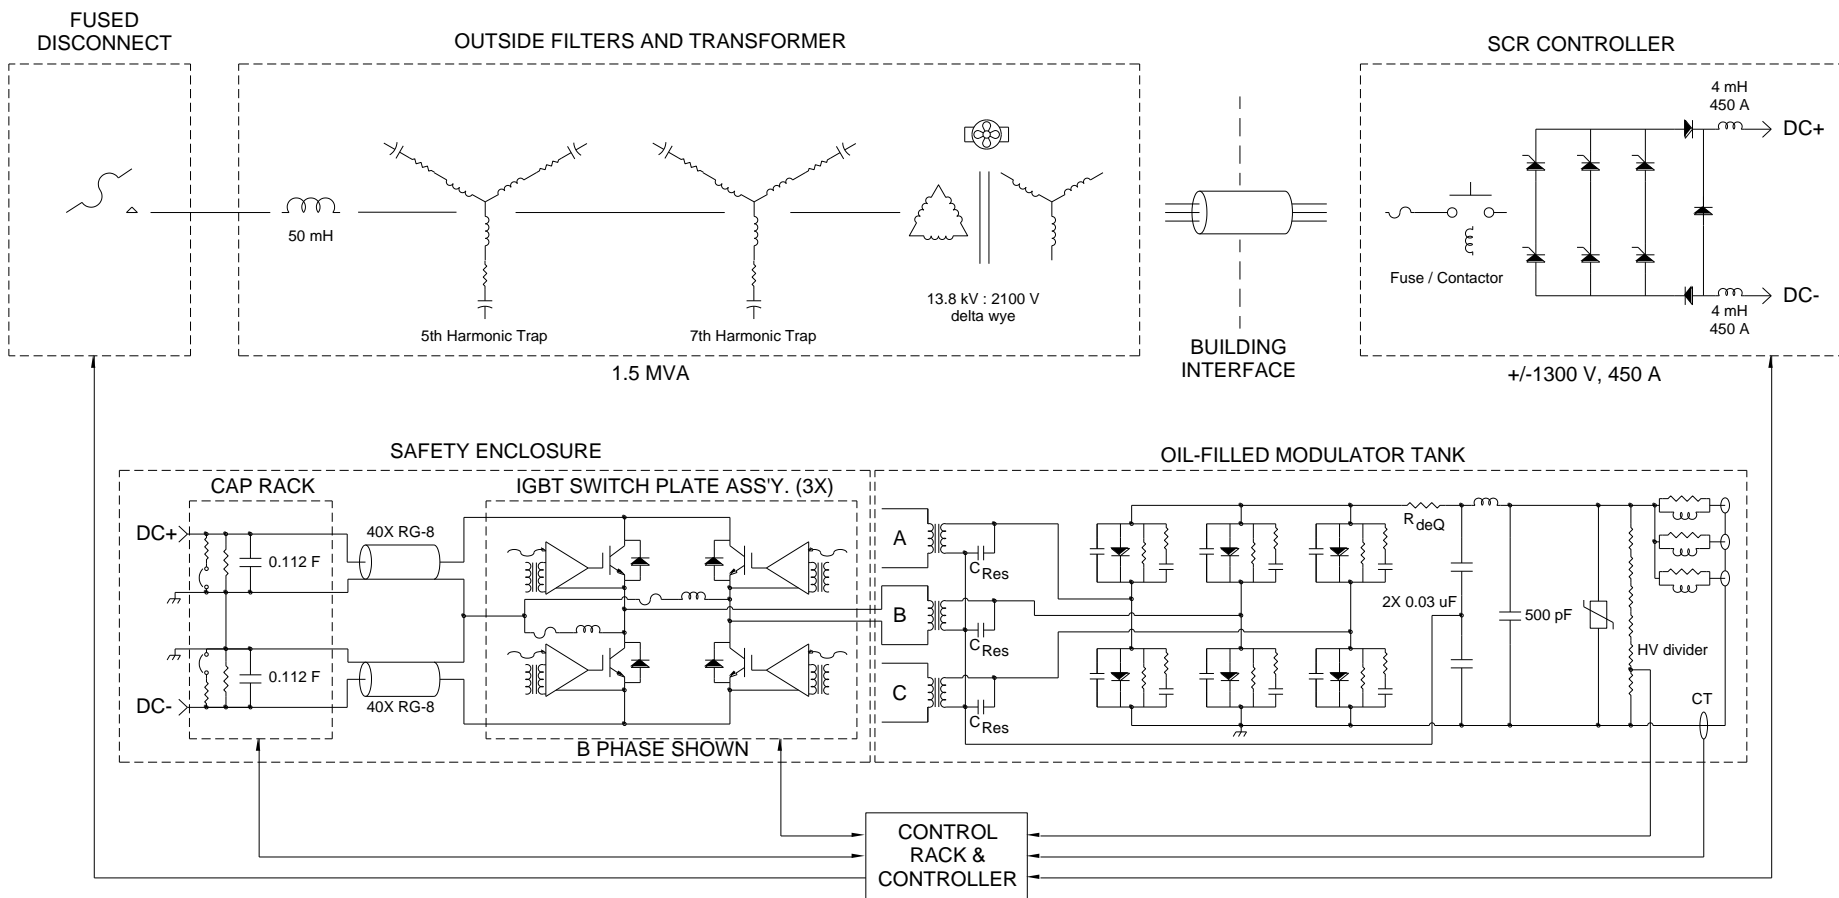 FUSED
DISCONNECT
OUTSIDE FILTERS AND TRANSFORMER
SCR CONTROLLER
50 mH
5th Harmonic Trap
7th Harmonic Trap
13.8 kV : 2100 V
delta wye
1.5 MVA
BUILDING
INTERFACE
Fuse / Contactor
4 mH
450 A
DC+
DC-
4 mH
450 A
+/-1300 V, 450 A
SAFETY ENCLOSURE
CAP RACK
IGBT SWITCH PLATE ASS'Y. (3X)
DC+
0.112 F
40X RG-8
0.112 F
DC-
40X RG-8
B PHASE SHOWN
OIL-FILLED MODULATOR TANK
A
CRes
B
CRes
C
CRes
RdeQ
2X 0.03 uF
500 pF
HV divider
CT
CONTROL
RACK &
CONTROLLER